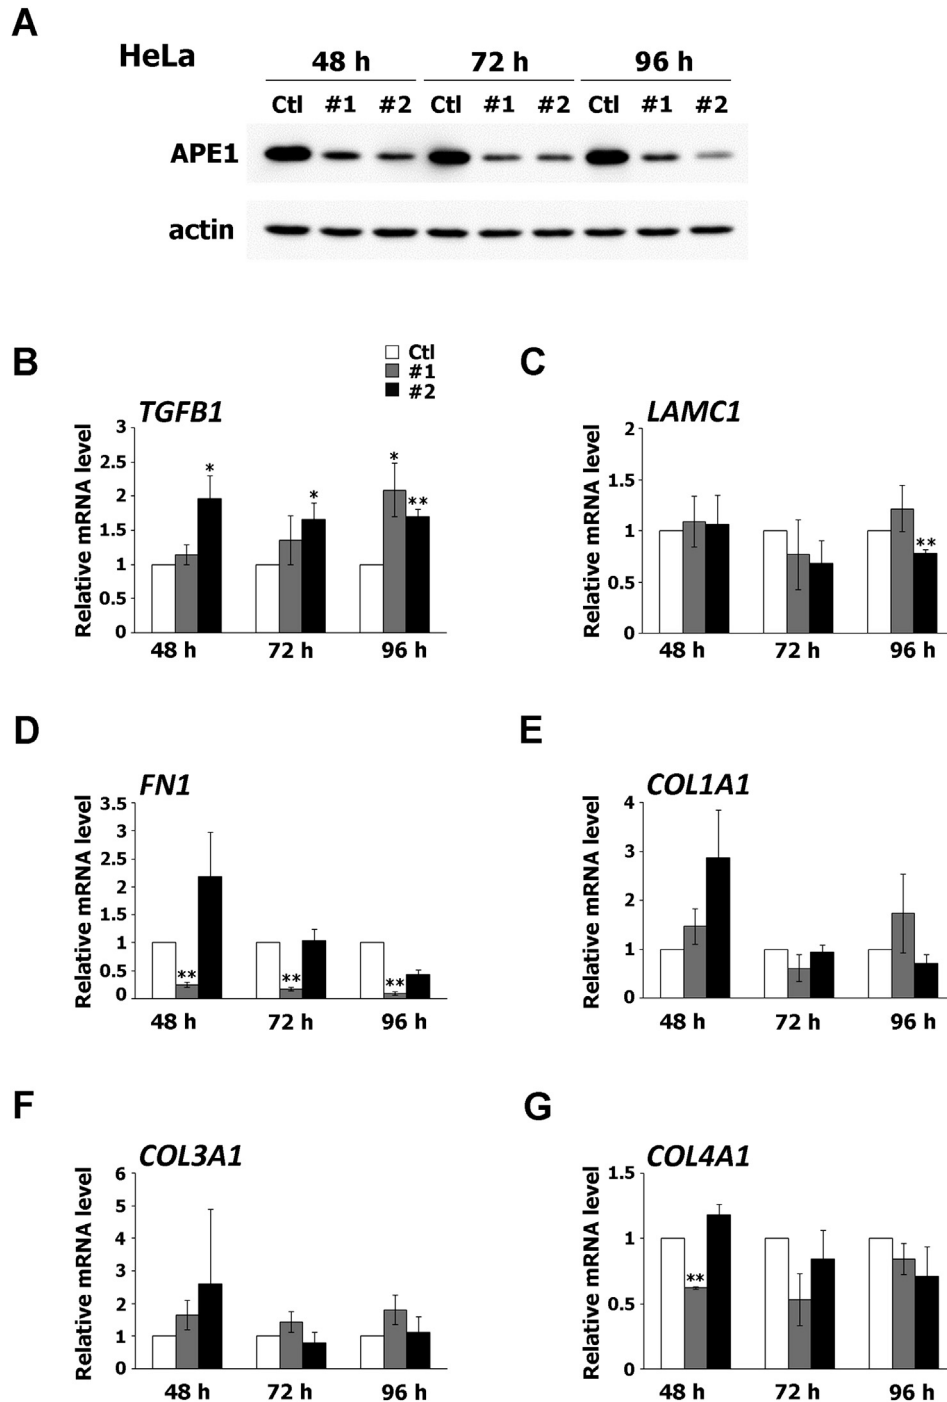 A
HeLa
48 h 72 h 96 h
Ctl #1 #2 Ctl #1 #2 Ctl #1 #2
APE1
actin
B
Ctl
#1
#2
TGFB1
Relative mRNA level
3
2.5
2
1.5
1
0.5
0
* * * **
48 h 72 h 96 h
C
LAMC1
Relative mRNA level
2
1.5
1
0.5
0
**
48 h 72 h 96 h
D
FN1
Relative mRNA level
3.5
3
2.5
2
1.5
1
0.5
0
** ** **
48 h 72 h 96 h
E
COL1A1
Relative mRNA level
4
3
2
1
0
48 h 72 h 96 h
F
COL3A1
Relative mRNA level
6
5
4
3
2
1
0
48 h 72 h 96 h
G
COL4A1
Relative mRNA level
1.5
1
0.5
0
**
48 h 72 h 96 h